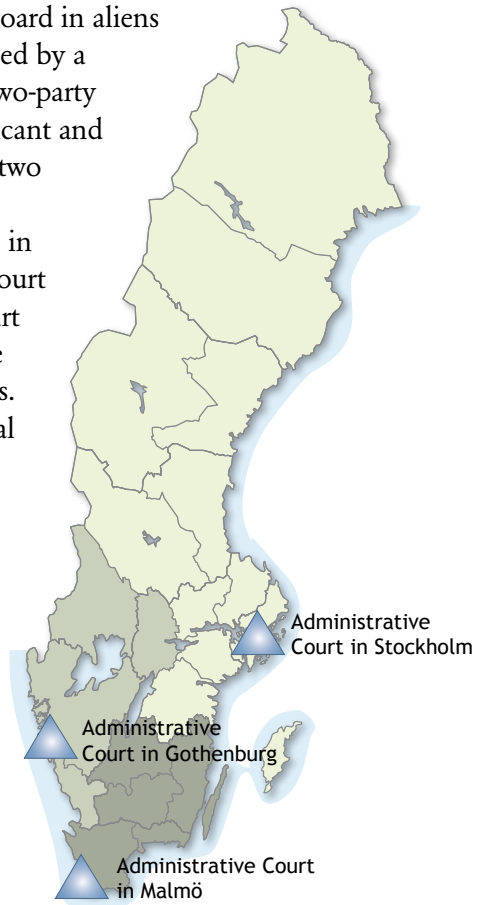 oard in aliens
ed by a
wo-party
cant and
two
in
ourt
rt
e
s.
al
Administrative
Court in Stockholm
Administrative
Court in Gothenburg
Administrative Court
in Malmö